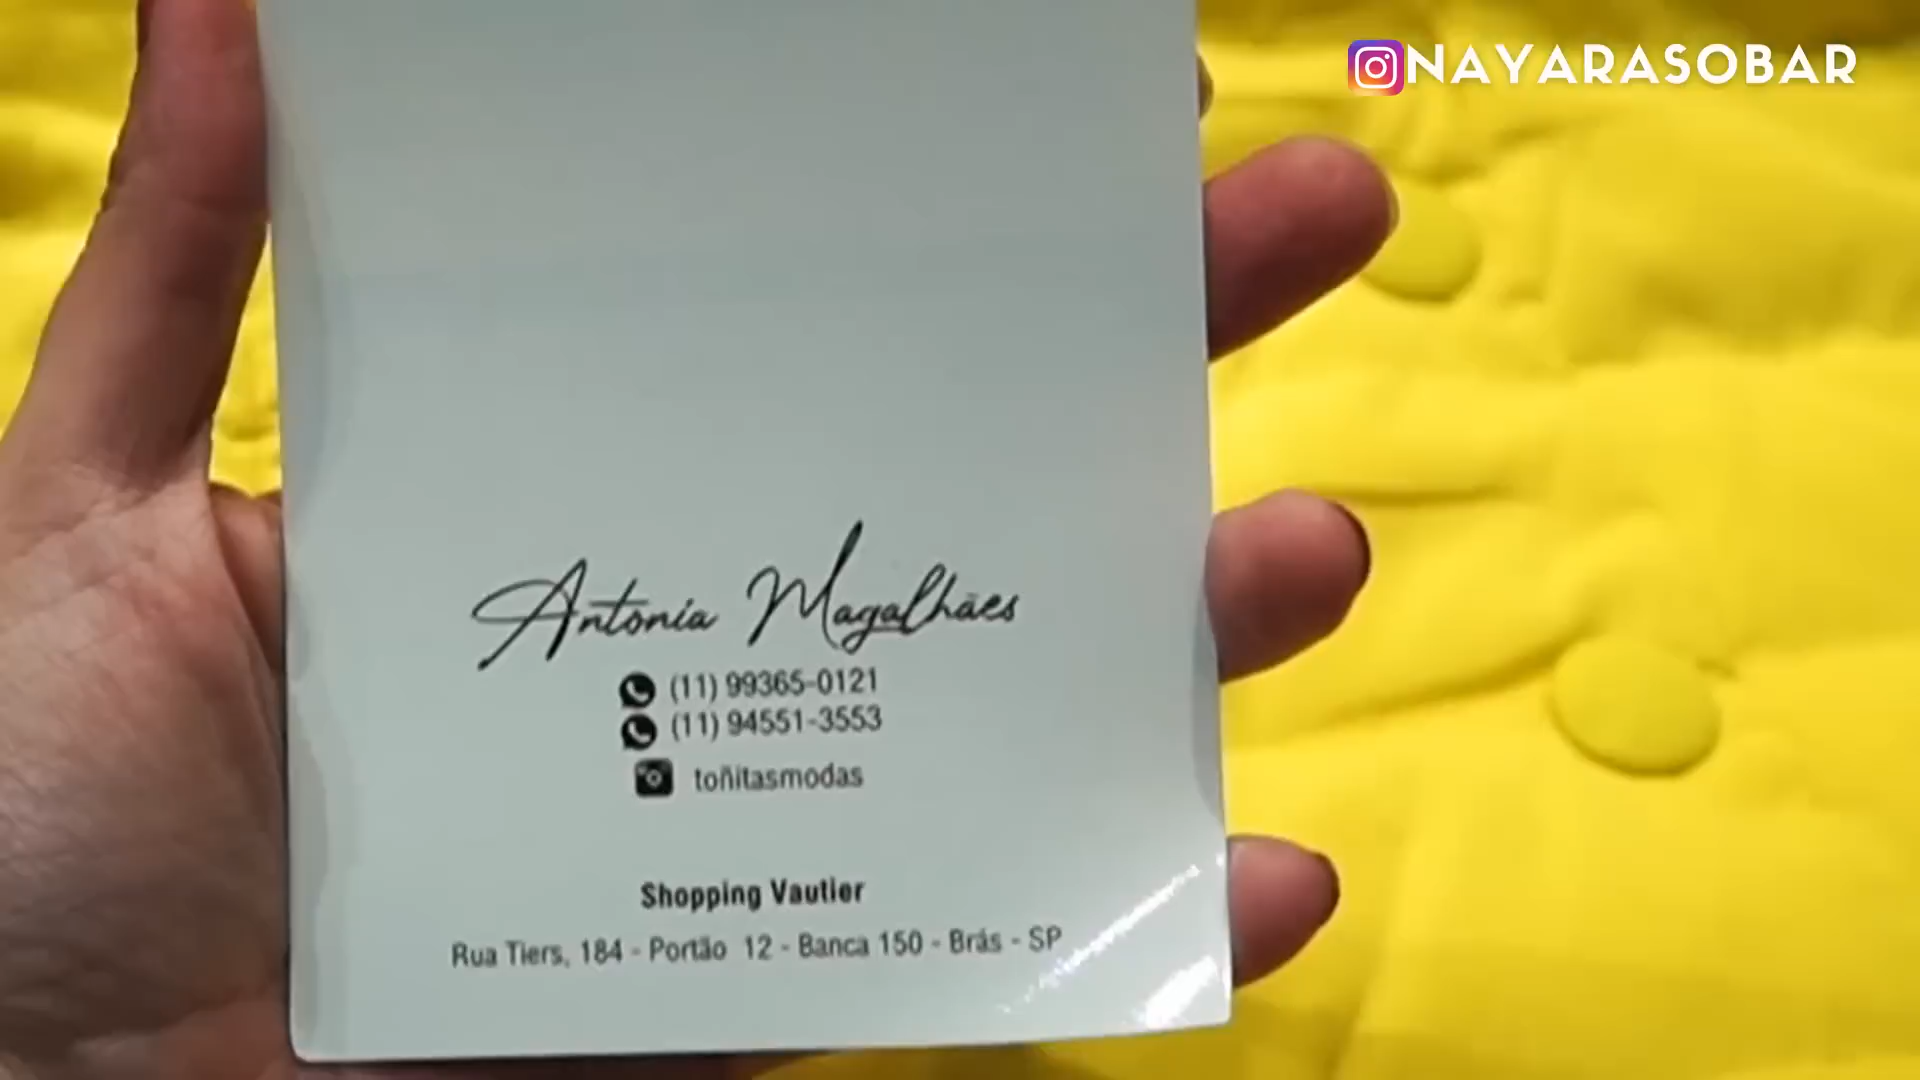 NAYARASOBAR
Antonia Magalhães
(11) 99365-0121
(11) 94551-3553
toñitasmodas
Shopping Vautier
Rua Tiers, 184 - Portão 12 - Banca 150 - Brás - SP